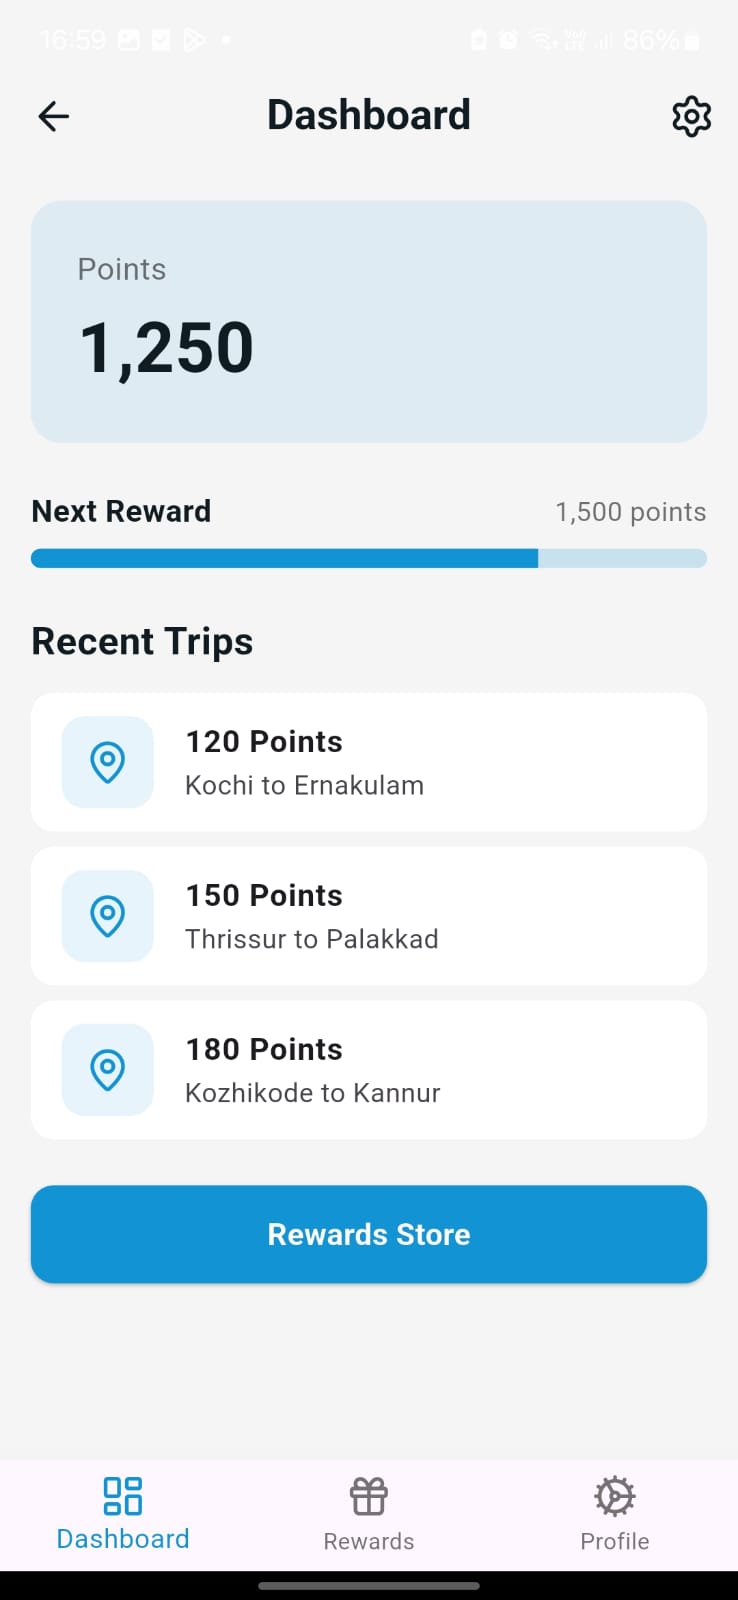 16:59 86%
Dashboard
Points
1,250
Next Reward 1,500 points
Recent Trips
120 Points
Kochi to Ernakulam
150 Points
Thrissur to Palakkad
180 Points
Kozhikode to Kannur
Rewards Store
Dashboard Rewards Profile